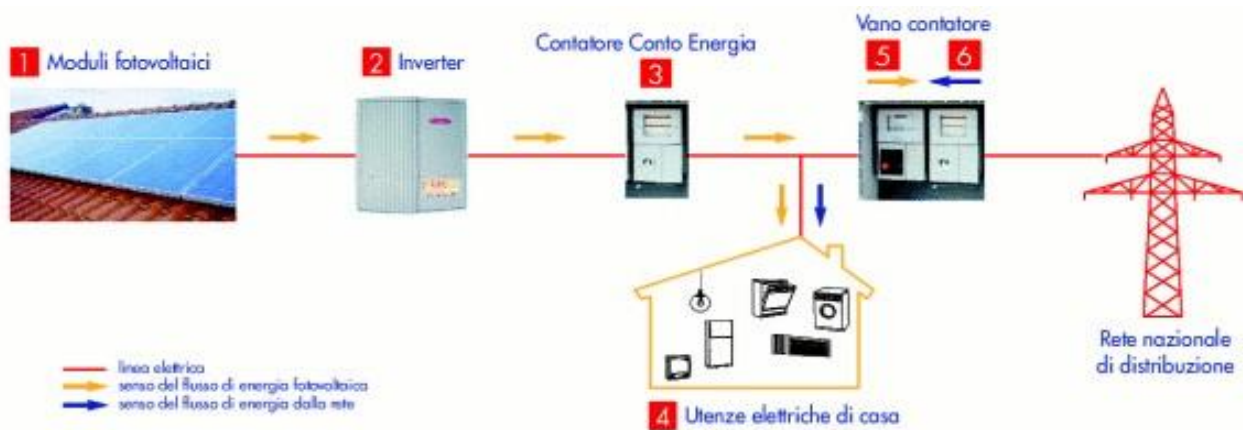 1 Moduli fotovoltaici
2 Inverter
Contatore Conto Energia
3
Vano contatore
5 6
Rete nazionale
di distribuzione
linea elettrica
senso del flusso di energia fotovoltaica
senso del flusso di energia dalla rete
4 Utenze elettriche di casa